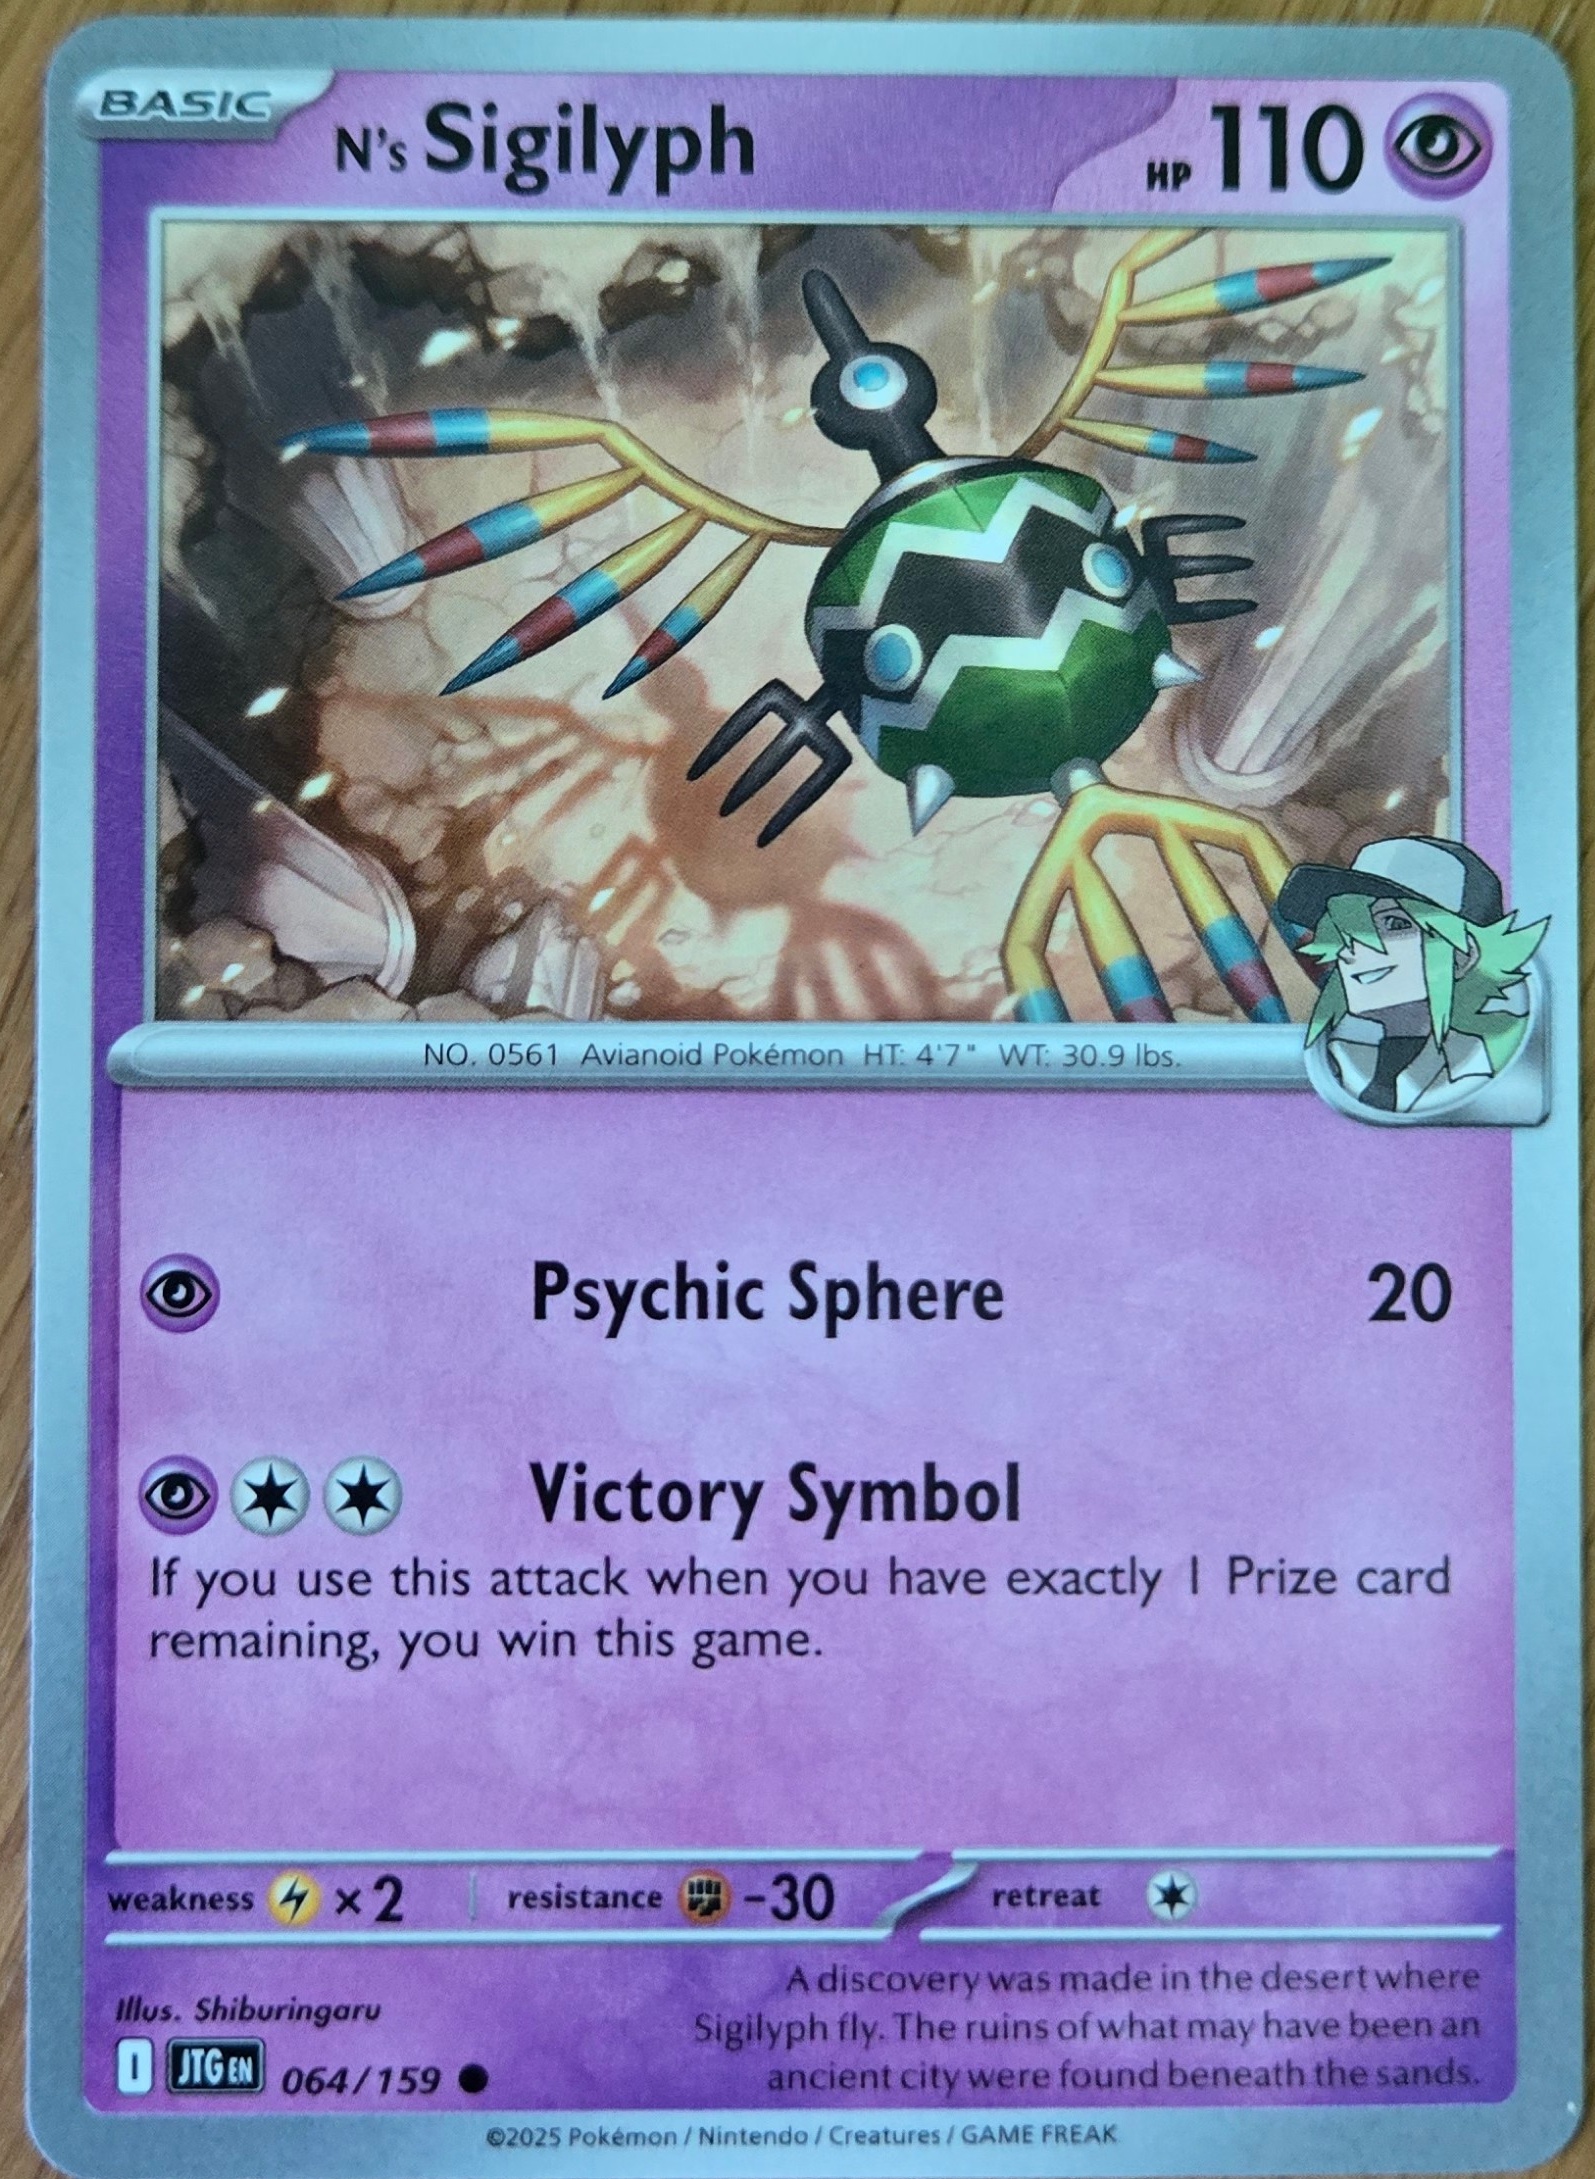 BASIC
N's Sigilyph HP 110
NO. 0561 Avianoid Pokémon HT: 4'7" WT: 30.9 lbs.
Psychic Sphere 20
Victory Symbol
If you use this attack when you have exactly 1 Prize card
remaining, you win this game.
weakness ×2 resistance -30 retreat
A discovery was made in the desert where
Sigilyph fly. The ruins of what may have been an
ancient city were found beneath the sands.
Illus. Shiburingaru
I JTG EN 064/159
©2025 Pokémon / Nintendo / Creatures / GAME FREAK